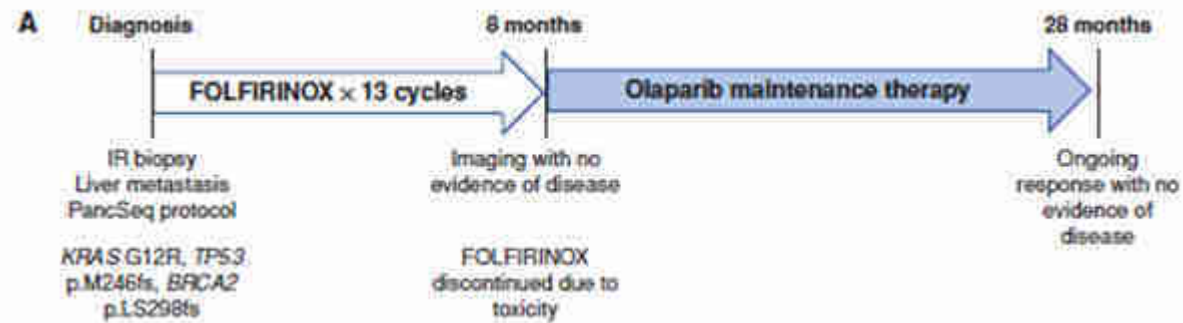 A
Diagnosis
8 months
28 months
FOLFIRINOX × 13 cycles
Olaparib maintenance therapy
IR biopsy
Liver metastasis
PancSeq protocol
KRAS G12R, TP53
p.M246fs, BRCA2
p.LS298fs
Imaging with no
evidence of disease
FOLFIRINOX
discontinued due to
toxicity
Ongoing
response with no
evidence of
disease